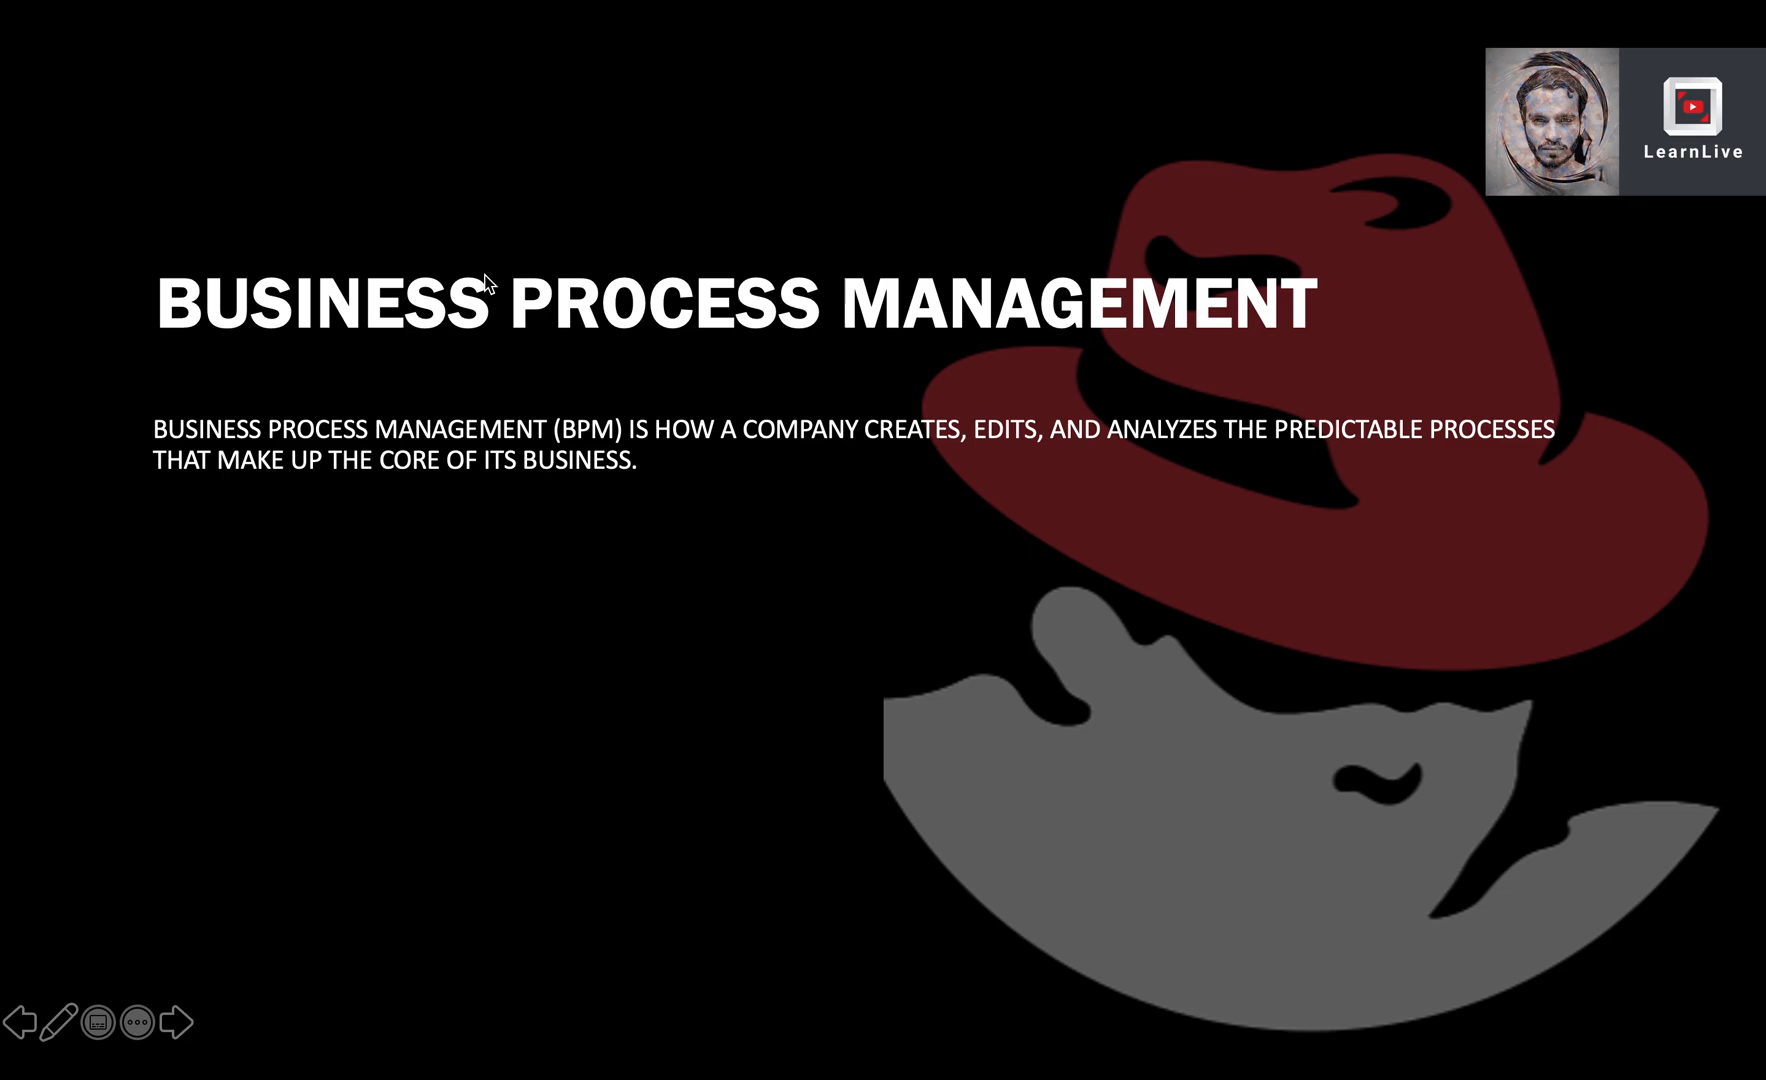 LearnLive
BUSINESS PROCESS MANAGEMENT
BUSINESS PROCESS MANAGEMENT (BPM) IS HOW A COMPANY CREATES, EDITS, AND ANALYZES THE PREDICTABLE PROCESSES
THAT MAKE UP THE CORE OF ITS BUSINESS.